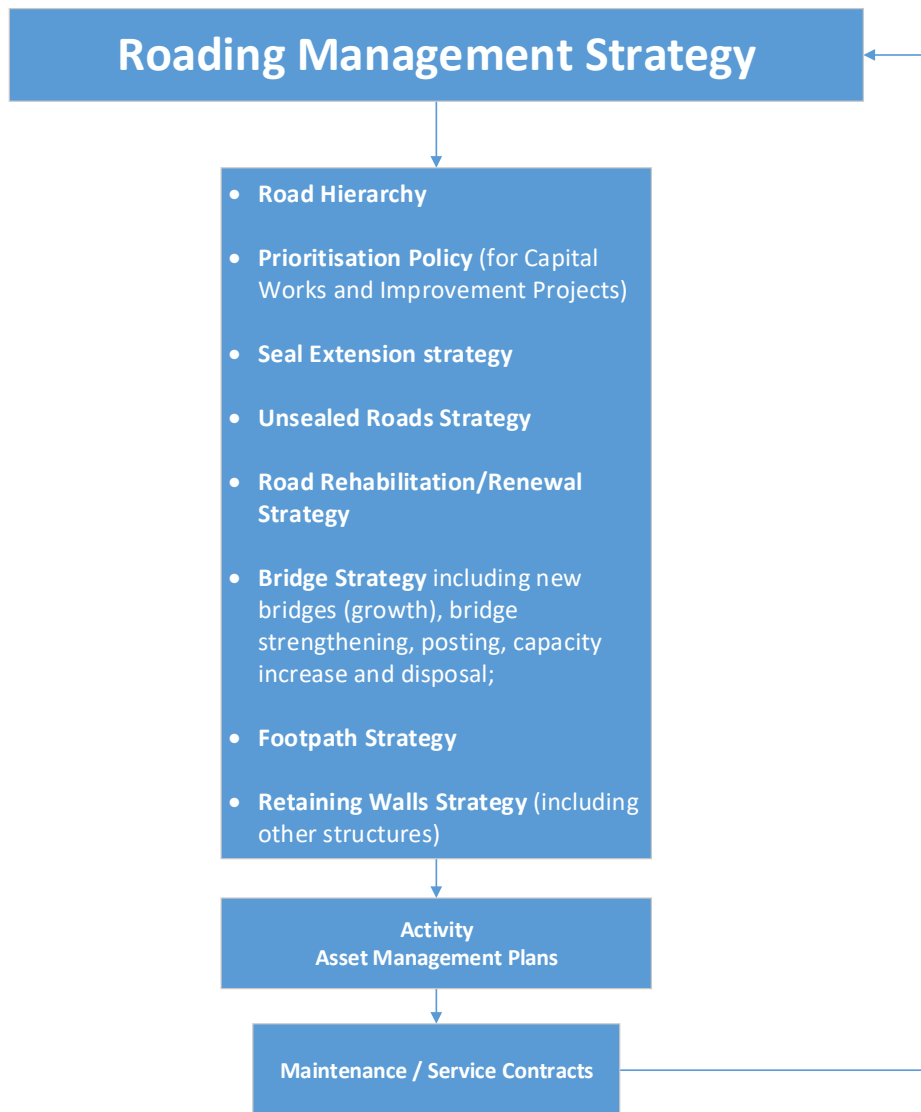 Roading Management Strategy
• Road Hierarchy
• Prioritisation Policy (for Capital
Works and Improvement Projects)
• Seal Extension strategy
• Unsealed Roads Strategy
• Road Rehabilitation/Renewal
Strategy
• Bridge Strategy including new
bridges (growth), bridge
strengthening, posting, capacity
increase and disposal;
• Footpath Strategy
• Retaining Walls Strategy (including
other structures)
Activity
Asset Management Plans
Maintenance / Service Contracts